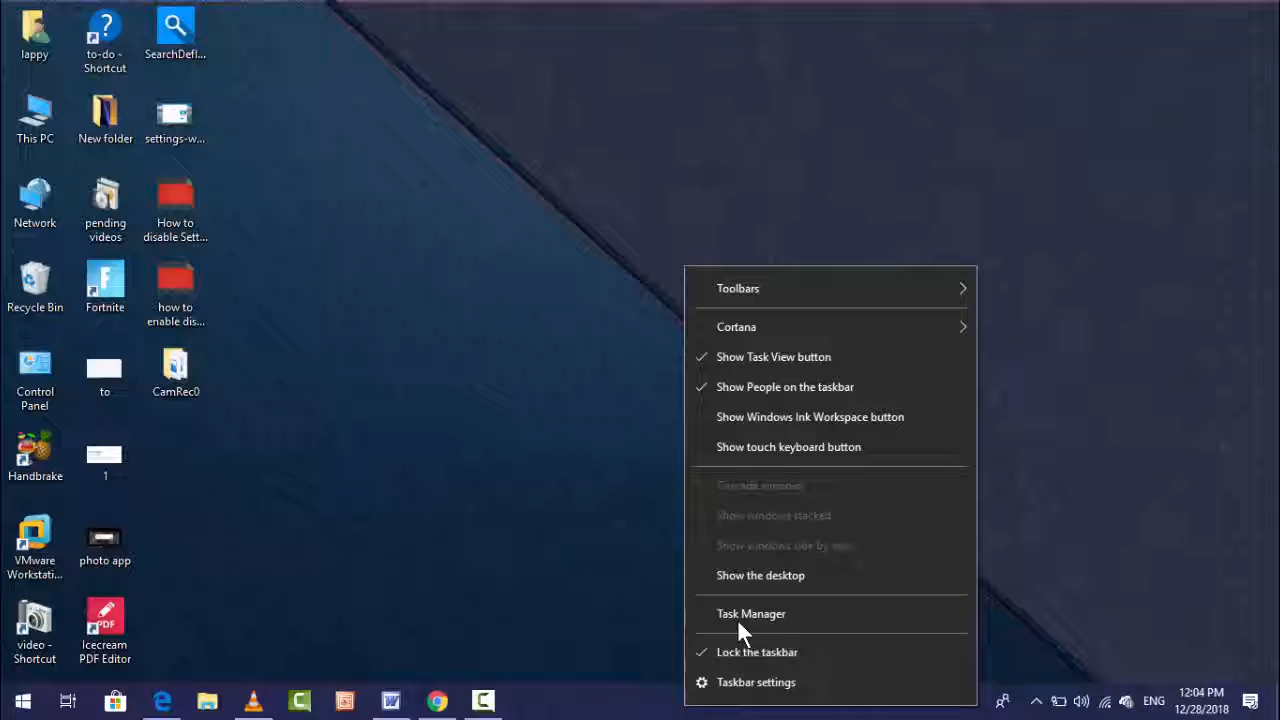 lappy
to-do -
Shortcut
SearchDefl...
This PC
New folder
settings-w...
Network
pending
videos
How to
disable Sett...
Recycle Bin
Fortnite
how to
enable dis...
Control
Panel
to
CamRec0
Handbrake
1
VMware
Workstati...
photo app
video -
Shortcut
PDF
Icecream
PDF Editor
Toolbars
Cortana
Show Task View button
Show People on the taskbar
Show Windows Ink Workspace button
Show touch keyboard button
Cascade windows
Show windows stacked
Show windows side by side
Show the desktop
Task Manager
Lock the taskbar
Taskbar settings
ENG
12:04 PM
12/28/2018